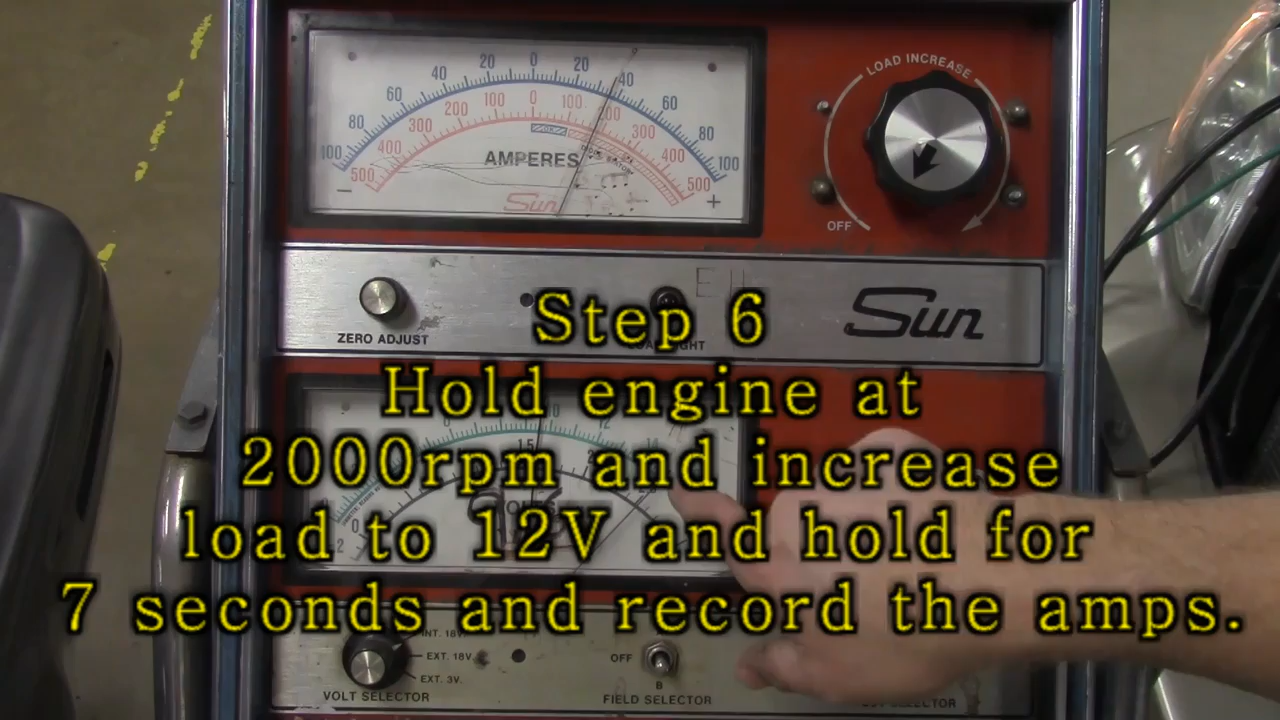 LOAD INCREASE
OFF
100 80 60 40 20 0 20 40 60 80 100
500 400 300 200 100 0 100 200 300 400 500
AMPERES
Sun
− +
ZERO ADJUST
Sun
Step 6
Hold engine at
2000rpm and increase
load to 12V and hold for
7 seconds and record the amps.
INT. 18V.
EXT. 18V.
EXT. 3V.
VOLT SELECTOR
OFF
B
FIELD SELECTOR
SELECTOR